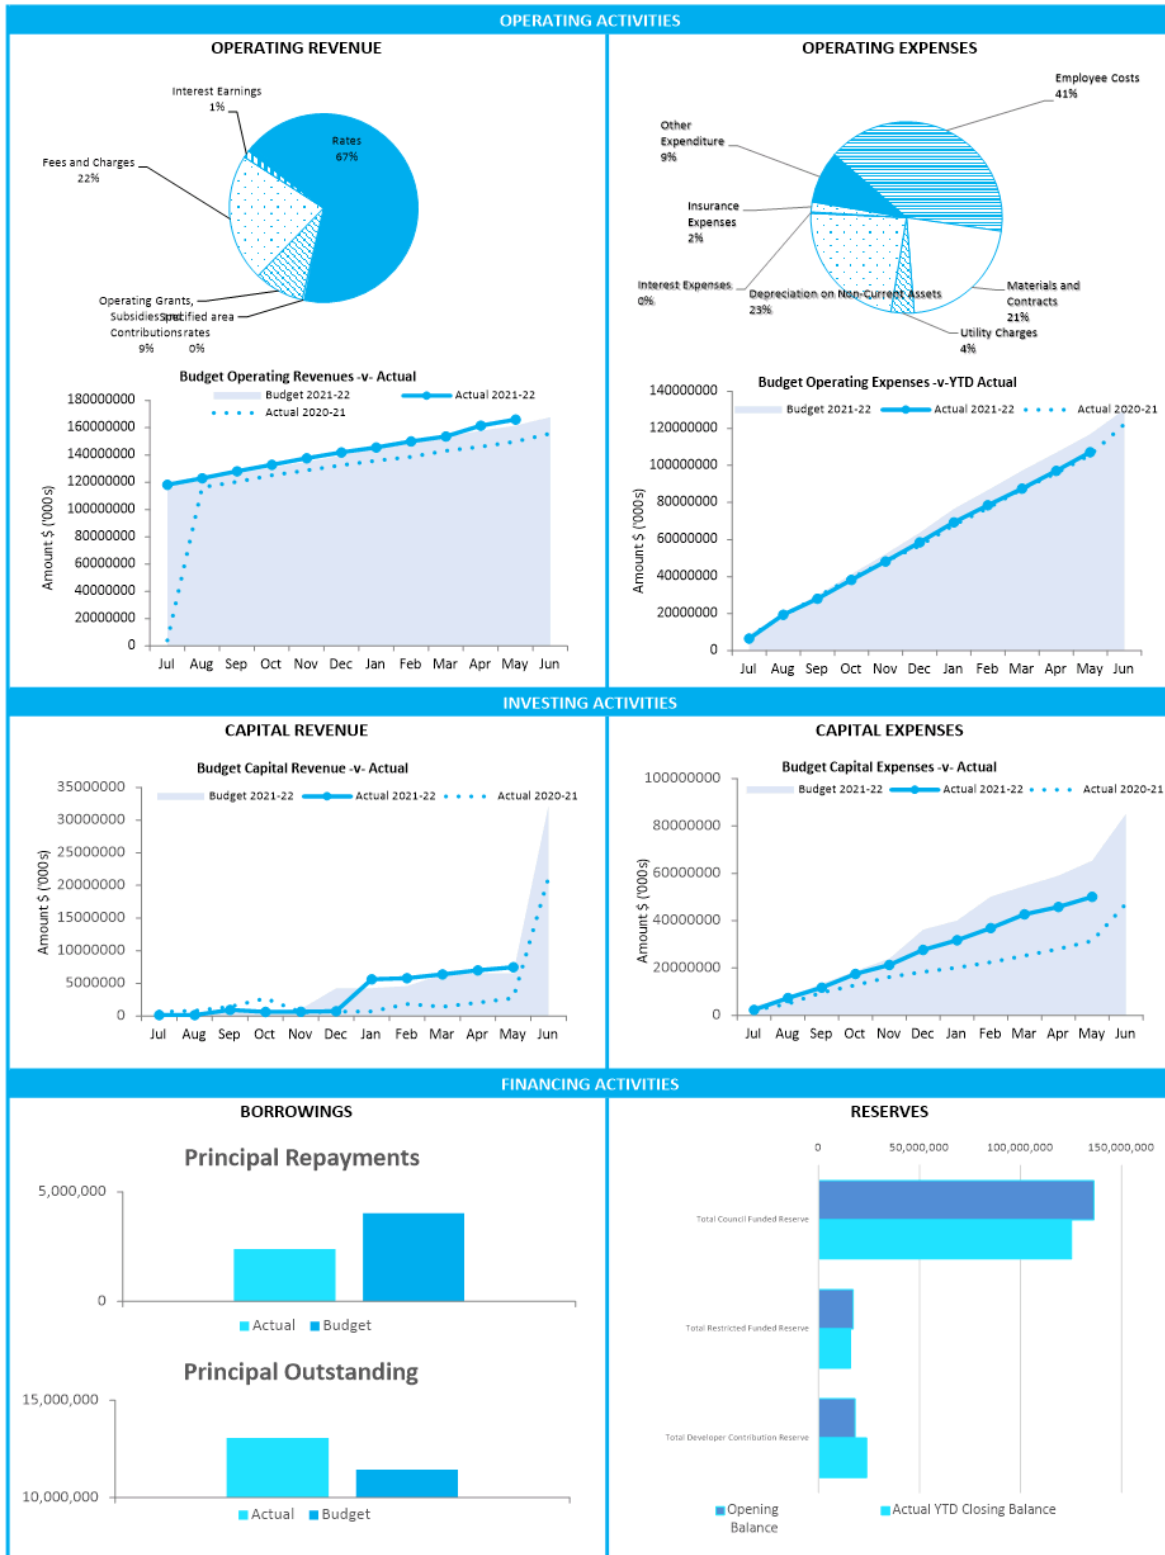 OPERATING ACTIVITIES
OPERATING REVENUE
Interest Earnings
1%
Rates
67%
Fees and Charges
22%
Operating Grants,
Subsidies and
Contributions
9%
Specified area
rates
0%
Budget Operating Revenues -v- Actual
Budget 2021-22
Actual 2021-22
Actual 2020-21
Amount $ ('000s)
180000000
160000000
140000000
120000000
100000000
80000000
60000000
40000000
20000000
0
Jul Aug Sep Oct Nov Dec Jan Feb Mar Apr May Jun
OPERATING EXPENSES
Employee Costs
41%
Other
Expenditure
9%
Insurance
Expenses
2%
Interest Expenses
0%
Depreciation on Non-Current Assets
23%
Materials and
Contracts
21%
Utility Charges
4%
Budget Operating Expenses -v-YTD Actual
Budget 2021-22
Actual 2021-22
Actual 2020-21
Amount $ ('000s)
140000000
120000000
100000000
80000000
60000000
40000000
20000000
0
Jul Aug Sep Oct Nov Dec Jan Feb Mar Apr May Jun
INVESTING ACTIVITIES
CAPITAL REVENUE
Budget Capital Revenue -v- Actual
Budget 2021-22
Actual 2021-22
Actual 2020-21
Amount $ ('000s)
35000000
30000000
25000000
20000000
15000000
10000000
5000000
0
Jul Aug Sep Oct Nov Dec Jan Feb Mar Apr May Jun
CAPITAL EXPENSES
Budget Capital Expenses -v- Actual
Budget 2021-22
Actual 2021-22
Actual 2020-21
Amount $ ('000s)
100000000
80000000
60000000
40000000
20000000
0
Jul Aug Sep Oct Nov Dec Jan Feb Mar Apr May Jun
FINANCING ACTIVITIES
BORROWINGS
Principal Repayments
5,000,000
0
Actual Budget
Principal Outstanding
15,000,000
10,000,000
Actual Budget
RESERVES
0 50,000,000 100,000,000 150,000,000
Total Council Funded Reserve
Total Restricted Funded Reserve
Total Developer Contribution Reserve
Opening
Balance
Actual YTD Closing Balance